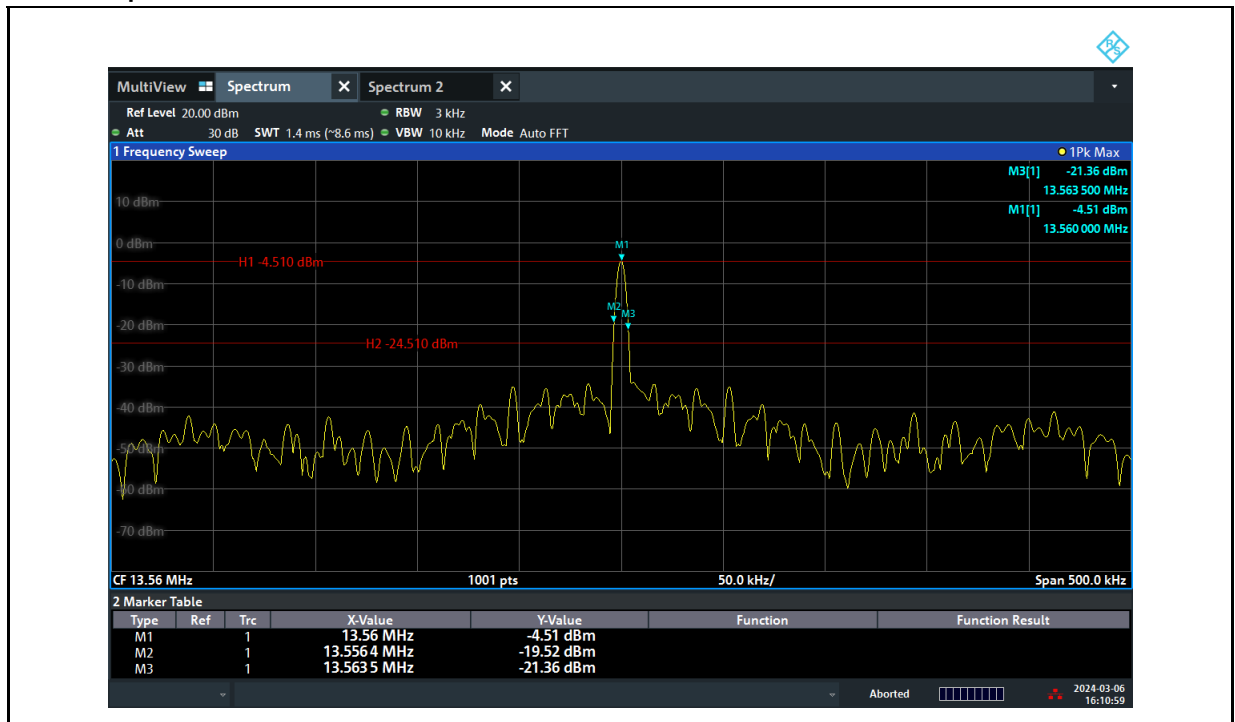 R&S
MultiView Spectrum X Spectrum 2 X
Ref Level 20.00 dBm RBW 3 kHz
Att 30 dB SWT 1.4 ms (~8.6 ms) VBW 10 kHz Mode Auto FFT
1 Frequency Sweep 1Pk Max
M3[1] -21.36 dBm
13.563 500 MHz
10 dBm
M1[1] -4.51 dBm
13.560 000 MHz
0 dBm
M1
H1 -4.510 dBm
-10 dBm
M2
M3
-20 dBm
H2 -24.510 dBm
-30 dBm
-40 dBm
-50 dBm
-60 dBm
-70 dBm
CF 13.56 MHz 1001 pts 50.0 kHz/ Span 500.0 kHz
2 Marker Table
Type Ref Trc X-Value Y-Value Function Function Result
M1 1 13.56 MHz -4.51 dBm
M2 1 13.5564 MHz -19.52 dBm
M3 1 13.5635 MHz -21.36 dBm
Aborted 2024-03-06
16:10:59